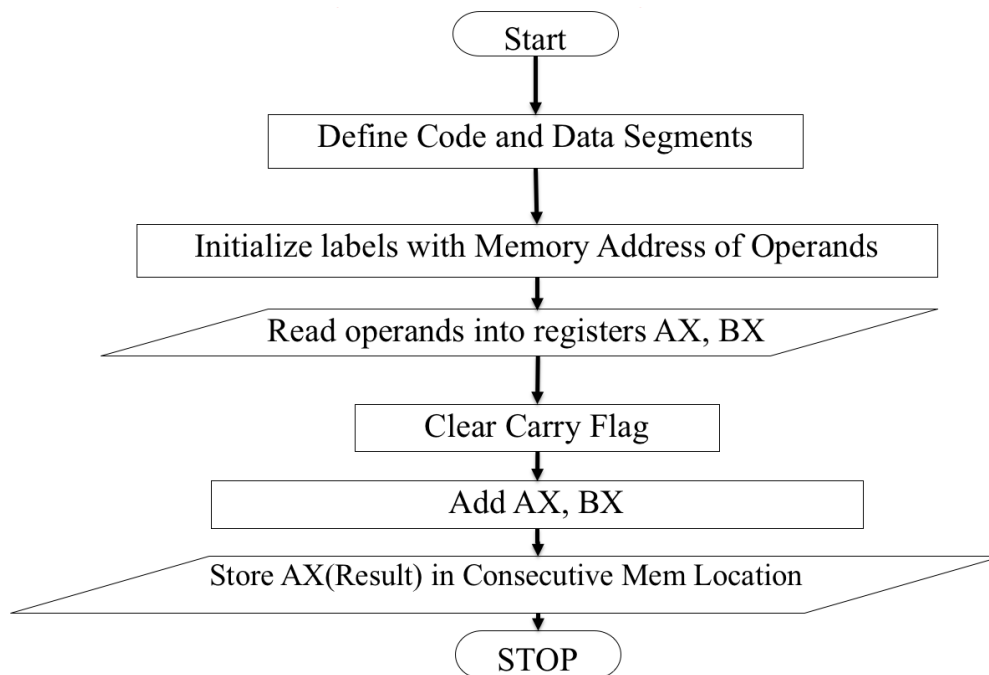 Start
Define Code and Data Segments
Initialize labels with Memory Address of Operands
Read operands into registers AX, BX
Clear Carry Flag
Add AX, BX
Store AX(Result) in Consecutive Mem Location
STOP